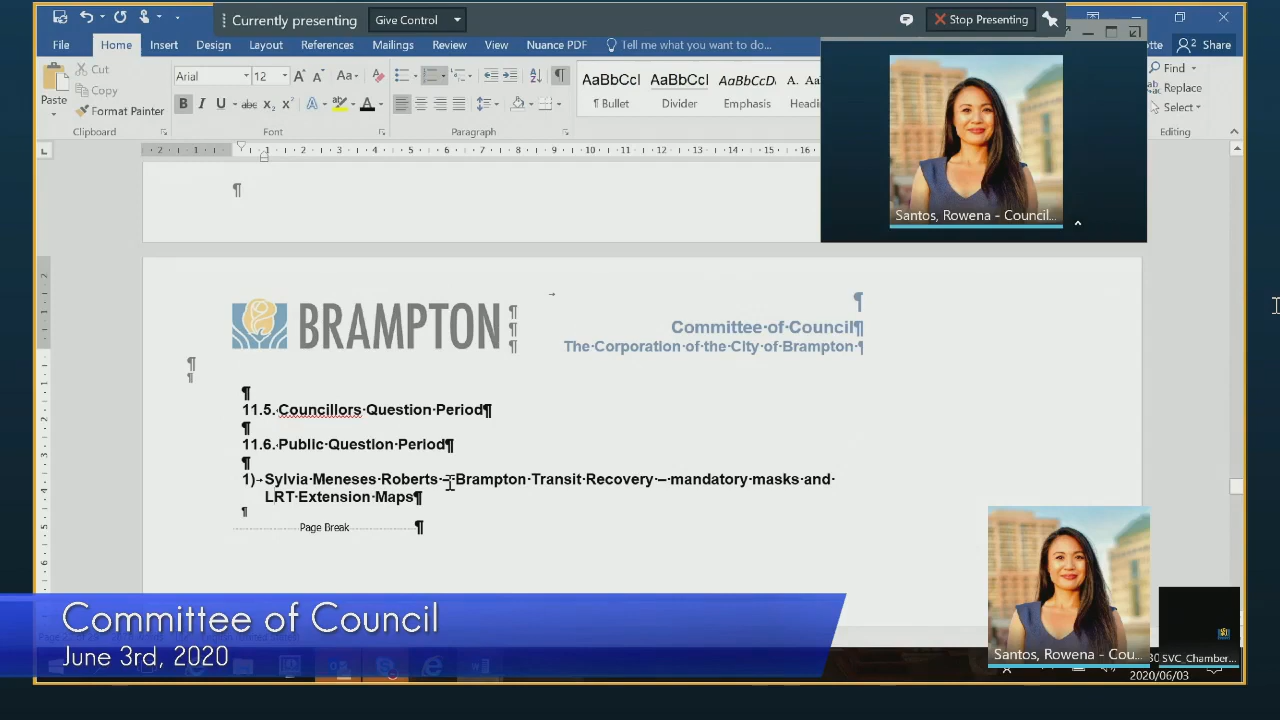 Currently presenting
Give Control
Stop Presenting
File Home Insert Design Layout References Mailings Review View Nuance PDF Tell me what you want to do... Share
Paste
Cut
Copy
Format Painter
Clipboard
Arial 12
Font
Paragraph
AaBbCcI AaBbCcI AaBbCcD
¶ Bullet Divider Emphasis
Find
Replace
Select
Editing
Santos, Rowena - Council...
BRAMPTON
Committee of Council
The Corporation of the City of Brampton
11.5. Councillors Question Period
11.6. Public Question Period
1) Sylvia Meneses Roberts – Brampton Transit Recovery – mandatory masks and
LRT Extension Maps
Page Break
Committee of Council
June 3rd, 2020
Santos, Rowena - Cou...
SVC_Chamber...
2020/06/03